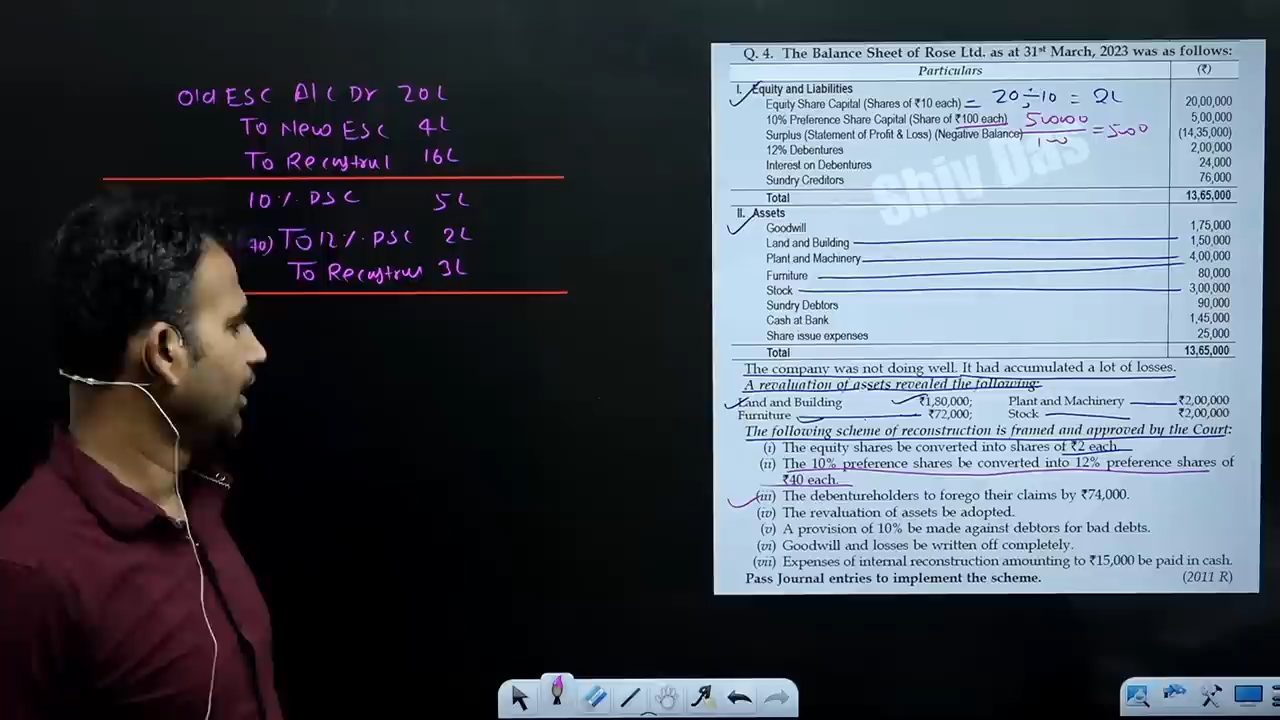 Old ESC A/C Dr 20L
To New ESC 4L
To Reconstrul 16L
10% PSC 5L
To 12% PSC 2L
To Recons 3L
Q. 4. The Balance Sheet of Rose Ltd. as at 31st March, 2023 was as follows:
Particulars (₹)
I. Equity and Liabilities
Equity Share Capital (Shares of ₹10 each) = 20 ÷ 10 = 2L 20,00,000
10% Preference Share Capital (Share of ₹100 each) 500000 5,00,000
Surplus (Statement of Profit & Loss) (Negative Balance) 100 = 5000 (14,35,000)
12% Debentures 2,00,000
Interest on Debentures 24,000
Sundry Creditors 76,000
Total 13,65,000
II. Assets
Goodwill 1,75,000
Land and Building 1,50,000
Plant and Machinery 4,00,000
Furniture 80,000
Stock 3,00,000
Sundry Debtors 90,000
Cash at Bank 1,45,000
Share issue expenses 25,000
Total 13,65,000
Shiv Das
The company was not doing well. It had accumulated a lot of losses.
A revaluation of assets revealed the following:
Land and Building ₹1,80,000; Plant and Machinery ₹2,00,000
Furniture ₹72,000; Stock ₹2,00,000
The following scheme of reconstruction is framed and approved by the Court:
(i) The equity shares be converted into shares of ₹2 each.
(ii) The 10% preference shares be converted into 12% preference shares of
₹40 each.
(iii) The debentureholders to forego their claims by ₹74,000.
(iv) The revaluation of assets be adopted.
(v) A provision of 10% be made against debtors for bad debts.
(vi) Goodwill and losses be written off completely.
(vii) Expenses of internal reconstruction amounting to ₹15,000 be paid in cash.
Pass Journal entries to implement the scheme. (2011 R)